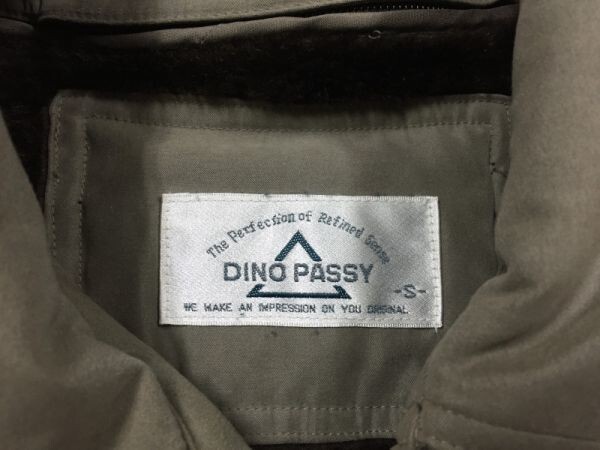 The Perfection of Refined Sense
DINO PASSY
-S-
WE MAKE AN IMPRESSION ON YOU ORIGINAL